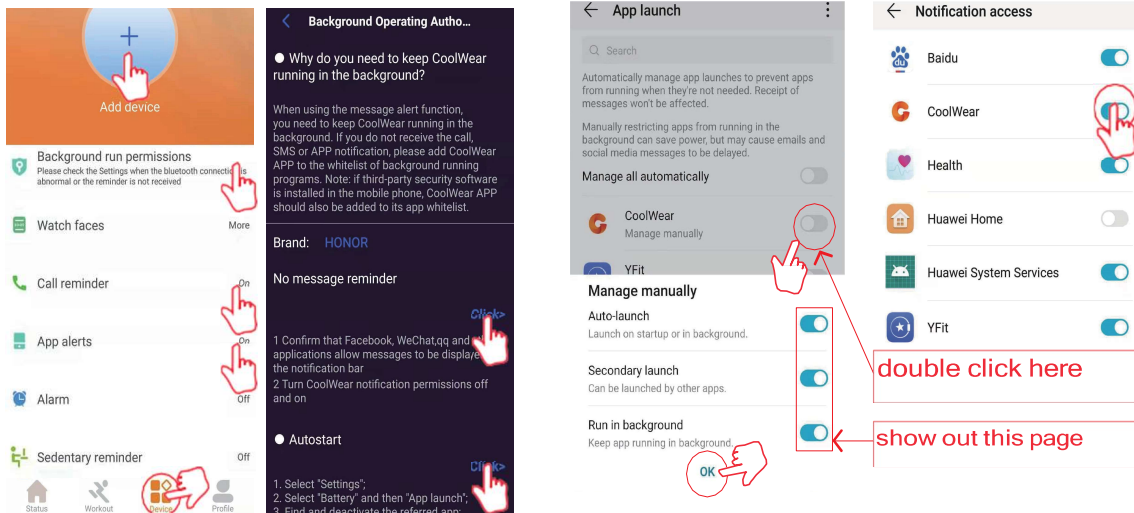 Add device
Background run permissions
Please check the Settings when the bluetooth connection is
abnormal or the reminder is not received
Watch faces
More
Call reminder
On
App alerts
On
Alarm
Off
Sedentary reminder
Off
Status
Workout
Device
Profile
Background Operating Autho...
Why do you need to keep CoolWear
running in the background?
When using the message alert function,
you need to keep CoolWear running in the
background. If you do not receive the call,
SMS or APP notification, please add CoolWear
APP to the whitelist of background running
programs. Note: if third-party security software
is installed in the mobile phone, CoolWear APP
should also be added to its app whitelist.
Brand: HONOR
No message reminder
Click>
1 Confirm that Facebook, WeChat,qq and
applications allow messages to be displaye
the notification bar
2 Turn CoolWear notification permissions off
and on
Autostart
Click>
1. Select "Settings";
2. Select "Battery" and then "App launch";
3. Find and deactivate the referred app;
App launch
Search
Automatically manage app launches to prevent apps
from running when they're not needed. Receipt of
messages won't be affected.
Manually restricting apps from running in the
background can save power, but may cause emails and
social media messages to be delayed.
Manage all automatically
CoolWear
Manage manually
YFit
Manage manually
Auto-launch
Launch on startup or in background.
Secondary launch
Can be launched by other apps.
Run in background
Keep app running in background.
OK
Notification access
du
Baidu
CoolWear
Health
Huawei Home
Huawei System Services
YFit
double click here
show out this page